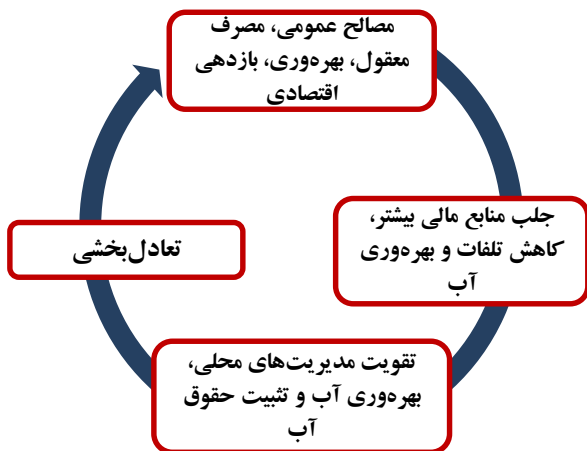 مصالح عمومی، مصرف
معقول، بهره‌وری، بازدهی
اقتصادی
جلب منابع مالی بیشتر،
کاهش تلفات و بهره‌وری
آب
تقویت مدیریت‌های محلی،
بهره‌وری آب و تثبیت حقوق
آب
تعادل‌بخشی